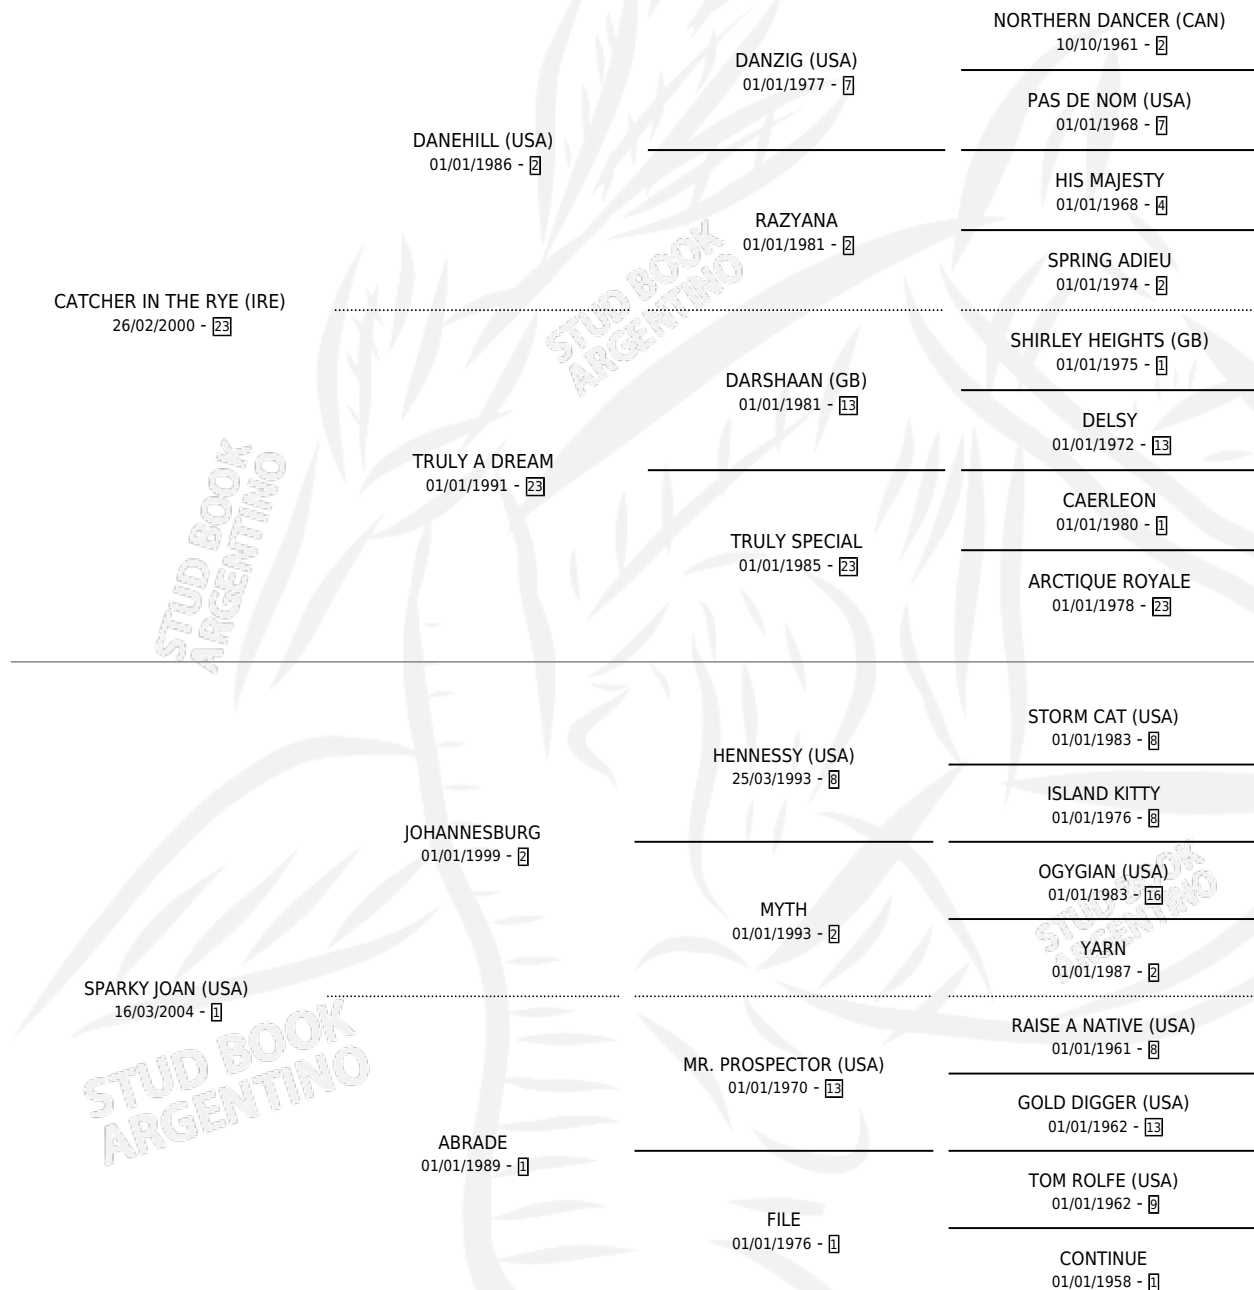 NORTHERN DANCER (CAN)
10/10/1961 - 2
DANZIG (USA)
01/01/1977 - 7
PAS DE NOM (USA)
01/01/1968 - 7
DANEHILL (USA)
01/01/1986 - 2
HIS MAJESTY
01/01/1968 - 4
RAZYANA
01/01/1981 - 2
SPRING ADIEU
01/01/1974 - 2
CATCHER IN THE RYE (IRE)
26/02/2000 - 23
SHIRLEY HEIGHTS (GB)
01/01/1975 - 1
DARSHAAN (GB)
01/01/1981 - 13
DELSY
01/01/1972 - 13
TRULY A DREAM
01/01/1991 - 23
CAERLEON
01/01/1980 - 1
TRULY SPECIAL
01/01/1985 - 23
ARCTIQUE ROYALE
01/01/1978 - 23
STORM CAT (USA)
01/01/1983 - 8
HENNESSY (USA)
25/03/1993 - 8
ISLAND KITTY
01/01/1976 - 8
JOHANNESBURG
01/01/1999 - 2
OGYGIAN (USA)
01/01/1983 - 16
MYTH
01/01/1993 - 2
YARN
01/01/1987 - 2
SPARKY JOAN (USA)
16/03/2004 - 1
RAISE A NATIVE (USA)
01/01/1961 - 8
MR. PROSPECTOR (USA)
01/01/1970 - 13
GOLD DIGGER (USA)
01/01/1962 - 13
ABRADE
01/01/1989 - 1
TOM ROLFE (USA)
01/01/1962 - 9
FILE
01/01/1976 - 1
CONTINUE
01/01/1958 - 1
STUD BOOK
ARGENTINO
STUD BOOK
ARGENTINO
STUD BOOK
ARGENTINO
STUD BOOK
ARGENTINO